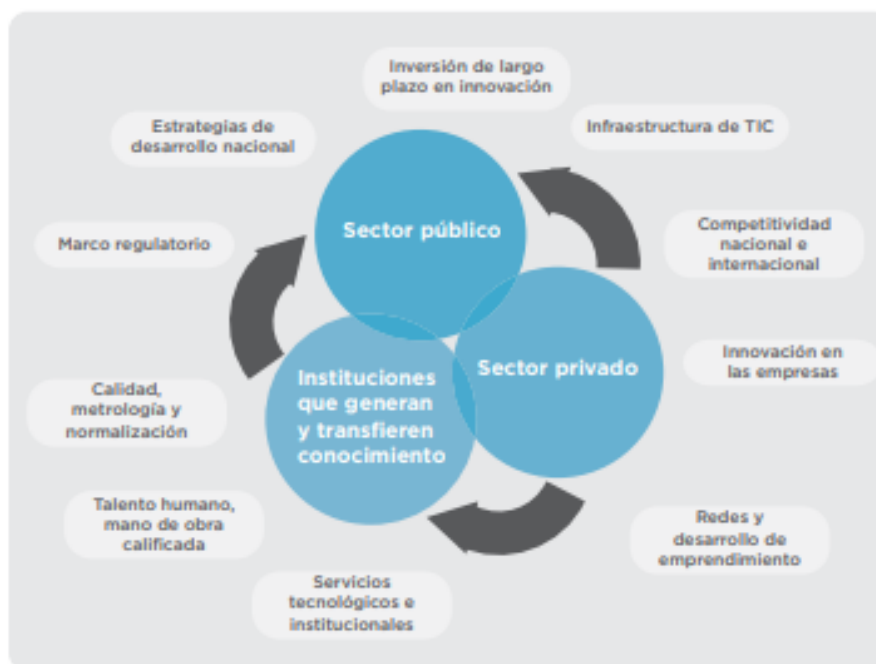 Inversión de largo
plazo en innovación
Estrategias de
desarrollo nacional
Infraestructura de TIC
Sector público
Marco regulatorio
Competitividad
nacional e
internacional
Sector privado
Innovación en
las empresas
Instituciones
que generan
y transfieren
conocimiento
Calidad,
metrología y
normalización
Talento humano,
mano de obra
calificada
Redes y
desarrollo de
emprendimiento
Servicios
tecnológicos e
institucionales